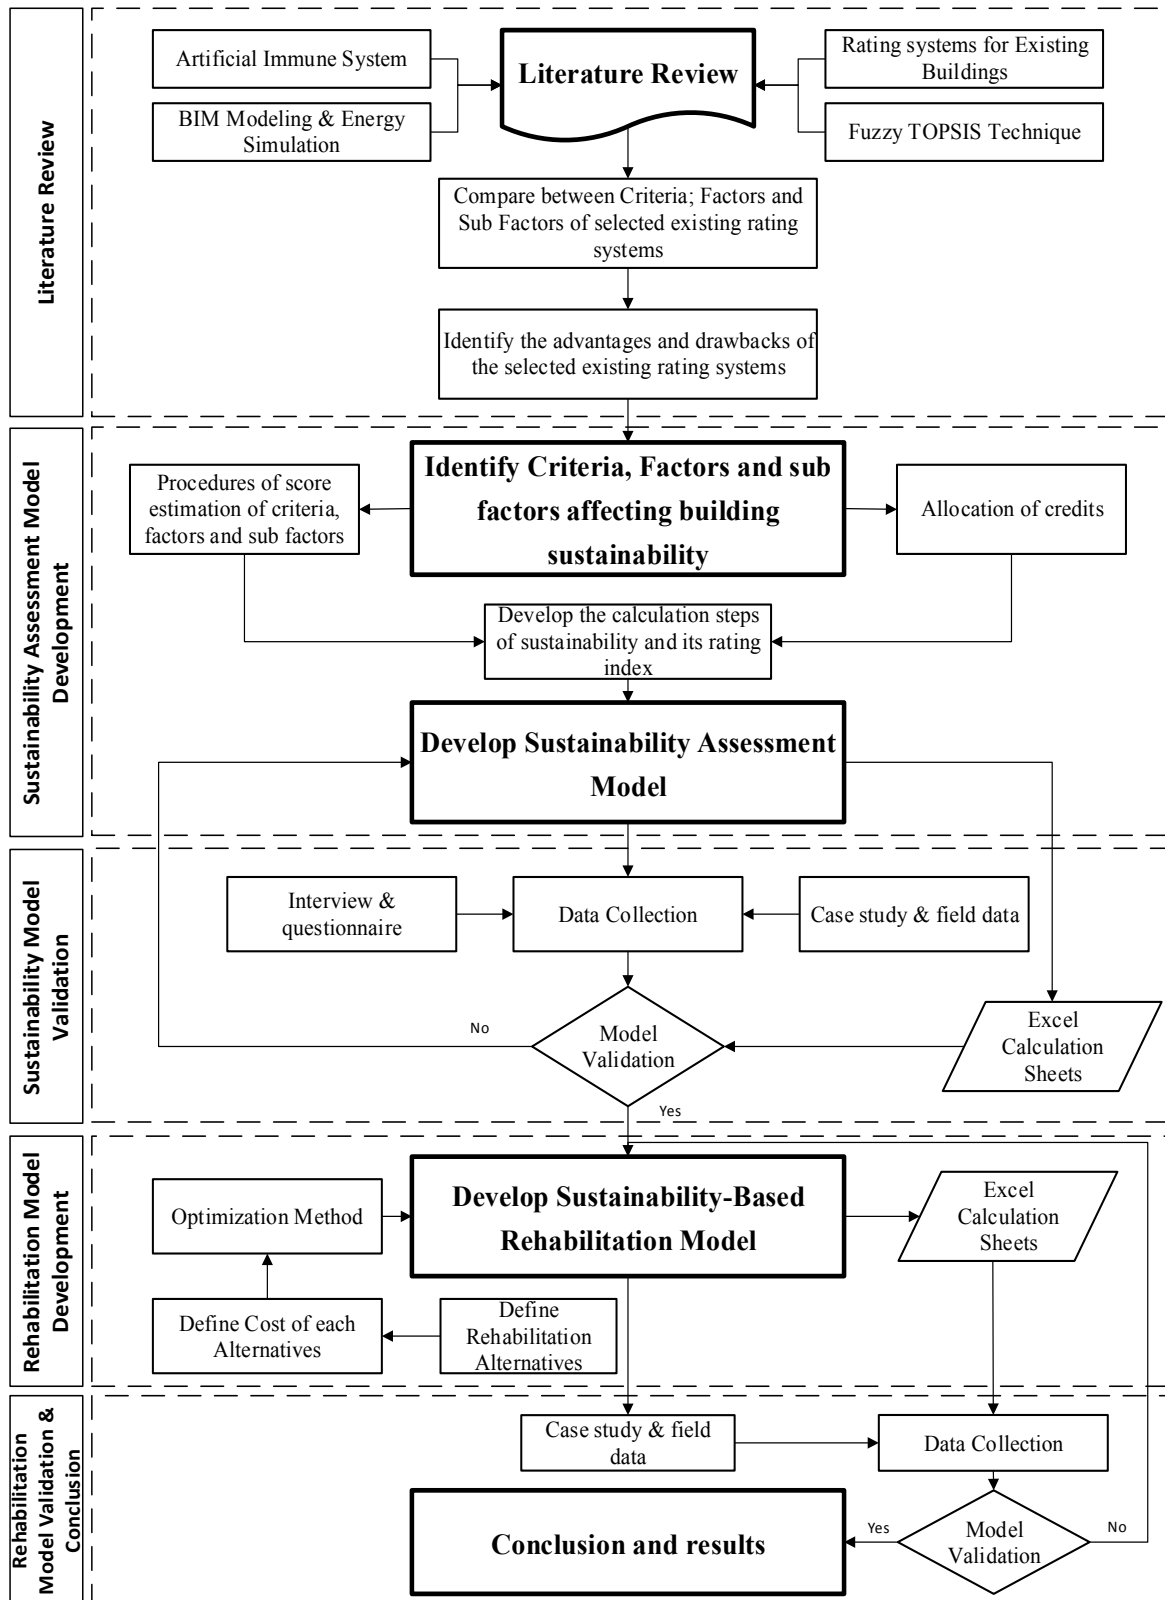 Literature Review
Artificial Immune System
BIM Modeling & Energy
Simulation
Literature Review
Rating systems for Existing
Buildings
Fuzzy TOPSIS Technique
Compare between Criteria; Factors and
Sub Factors of selected existing rating
systems
Identify the advantages and drawbacks of
the selected existing rating systems
Sustainability Assessment Model
Development
Identify Criteria, Factors and sub
factors affecting building
sustainability
Procedures of score
estimation of criteria,
factors and sub factors
Allocation of credits
Develop the calculation steps
of sustainability and its rating
index
Develop Sustainability Assessment
Model
Sustainability Model
Validation
Interview &
questionnaire
Data Collection
Case study & field data
No
Model
Validation
Excel
Calculation
Sheets
Yes
Rehabilitation Model
Development
Optimization Method
Develop Sustainability-Based
Rehabilitation Model
Excel
Calculation
Sheets
Define Cost of each
Alternatives
Define
Rehabilitation
Alternatives
Rehabilitation
Model Validation &
Conclusion
Case study & field
data
Data Collection
Conclusion and results
Yes
Model
Validation
No